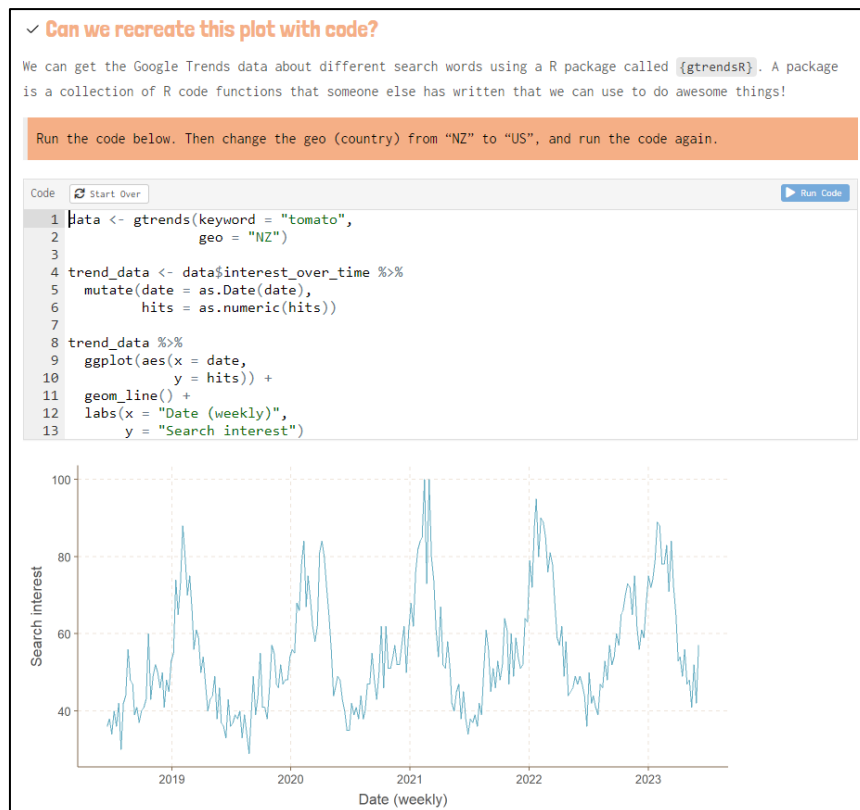 ✓ Can we recreate this plot with code?
We can get the Google Trends data about different search words using a R package called {gtrendsR}. A package
is a collection of R code functions that someone else has written that we can use to do awesome things!
Run the code below. Then change the geo (country) from “NZ” to “US”, and run the code again.
Code Start Over Run Code
1 data <- gtrends(keyword = "tomato",
2 geo = "NZ")
3
4 trend_data <- data$interest_over_time %>%
5 mutate(date = as.Date(date),
6 hits = as.numeric(hits))
7
8 trend_data %>%
9 ggplot(aes(x = date,
10 y = hits)) +
11 geom_line() +
12 labs(x = "Date (weekly)",
13 y = "Search interest")
100
80
60
40
Search interest
2019 2020 2021 2022 2023
Date (weekly)